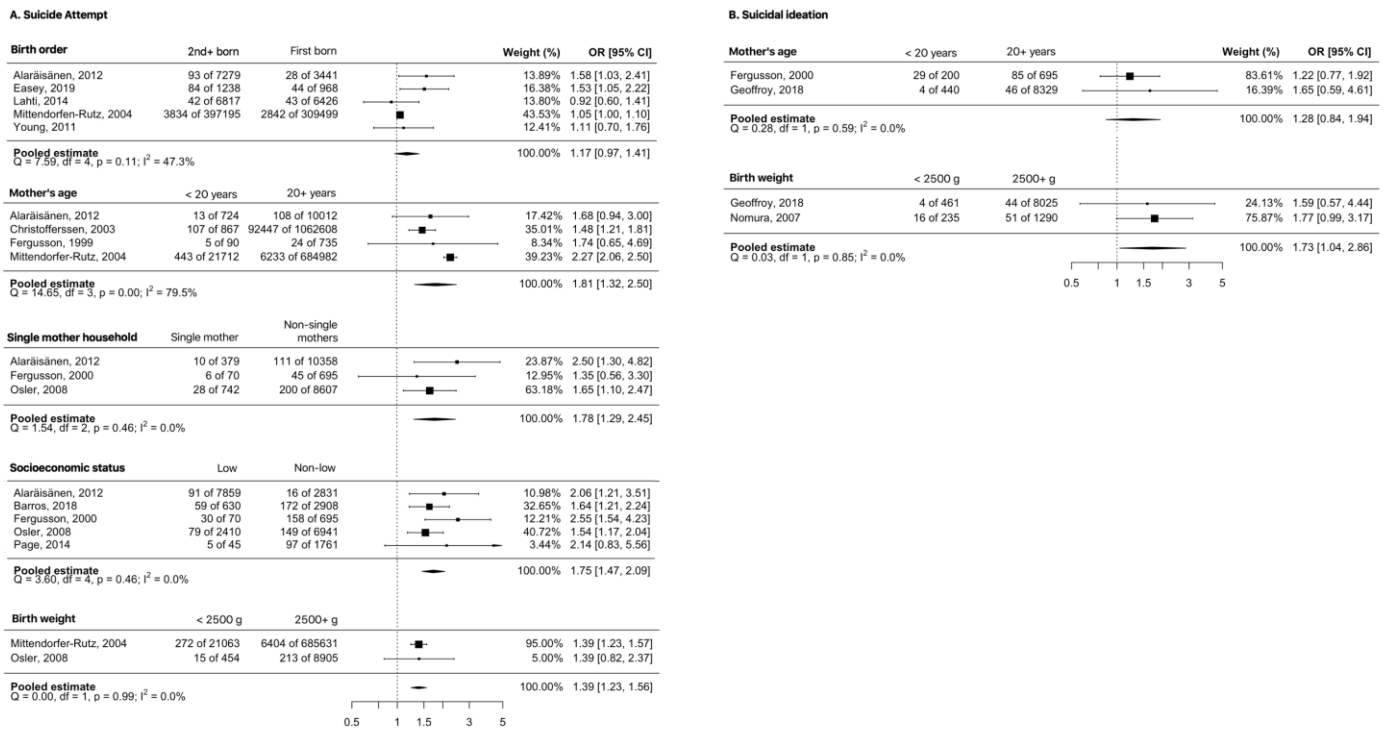 A. Suicide Attempt
Birth order 2nd+ born First born Weight (%) OR [95% CI]
Alaräisänen, 2012 93 of 7279 28 of 3441 13.89% 1.58 [1.03, 2.41]
Easey, 2019 84 of 1238 44 of 968 16.38% 1.53 [1.05, 2.22]
Lahti, 2014 42 of 6817 43 of 6426 13.80% 0.92 [0.60, 1.41]
Mittendorfen-Rutz, 2004 3834 of 397195 2842 of 309499 43.53% 1.05 [1.00, 1.10]
Young, 2011 12.41% 1.11 [0.70, 1.76]
Pooled estimate 100.00% 1.17 [0.97, 1.41]
Q = 7.59, df = 4, p = 0.11; I2 = 47.3%
Mother's age < 20 years 20+ years
Alaräisänen, 2012 13 of 724 108 of 10012 17.42% 1.68 [0.94, 3.00]
Christofferssen, 2003 107 of 867 92447 of 1062608 35.01% 1.48 [1.21, 1.81]
Fergusson, 1999 5 of 90 24 of 735 8.34% 1.74 [0.65, 4.69]
Mittendorfer-Rutz, 2004 443 of 21712 6233 of 684982 39.23% 2.27 [2.06, 2.50]
Pooled estimate 100.00% 1.81 [1.32, 2.50]
Q = 14.65, df = 3, p = 0.00; I2 = 79.5%
Single mother household Single mother Non-single mothers
Alaräisänen, 2012 10 of 379 111 of 10358 23.87% 2.50 [1.30, 4.82]
Fergusson, 2000 6 of 70 45 of 695 12.95% 1.35 [0.56, 3.30]
Osler, 2008 28 of 742 200 of 8607 63.18% 1.65 [1.10, 2.47]
Pooled estimate 100.00% 1.78 [1.29, 2.45]
Q = 1.54, df = 2, p = 0.46; I2 = 0.0%
Socioeconomic status Low Non-low
Alaräisänen, 2012 91 of 7859 16 of 2831 10.98% 2.06 [1.21, 3.51]
Barros, 2018 59 of 630 172 of 2908 32.65% 1.64 [1.21, 2.24]
Fergusson, 2000 30 of 70 158 of 695 12.21% 2.55 [1.54, 4.23]
Osler, 2008 79 of 2410 149 of 6941 40.72% 1.54 [1.17, 2.04]
Page, 2014 5 of 45 97 of 1761 3.44% 2.14 [0.83, 5.56]
Pooled estimate 100.00% 1.75 [1.47, 2.09]
Q = 3.60, df = 4, p = 0.46; I2 = 0.0%
Birth weight < 2500 g 2500+ g
Mittendorfer-Rutz, 2004 272 of 21063 6404 of 685631 95.00% 1.39 [1.23, 1.57]
Osler, 2008 15 of 454 213 of 8905 5.00% 1.39 [0.82, 2.37]
Pooled estimate 100.00% 1.39 [1.23, 1.56]
Q = 0.00, df = 1, p = 0.99; I2 = 0.0%
0.5 1 1.5 3 5
B. Suicidal ideation
Mother's age < 20 years 20+ years Weight (%) OR [95% CI]
Fergusson, 2000 29 of 200 85 of 695 83.61% 1.22 [0.77, 1.92]
Geoffroy, 2018 4 of 440 46 of 8329 16.39% 1.65 [0.59, 4.61]
Pooled estimate 100.00% 1.28 [0.84, 1.94]
Q = 0.28, df = 1, p = 0.59; I2 = 0.0%
Birth weight < 2500 g 2500+ g
Geoffroy, 2018 4 of 461 44 of 8025 24.13% 1.59 [0.57, 4.44]
Nomura, 2007 16 of 235 51 of 1290 75.87% 1.77 [0.99, 3.17]
Pooled estimate 100.00% 1.73 [1.04, 2.86]
Q = 0.03, df = 1, p = 0.85; I2 = 0.0%
0.5 1 1.5 3 5